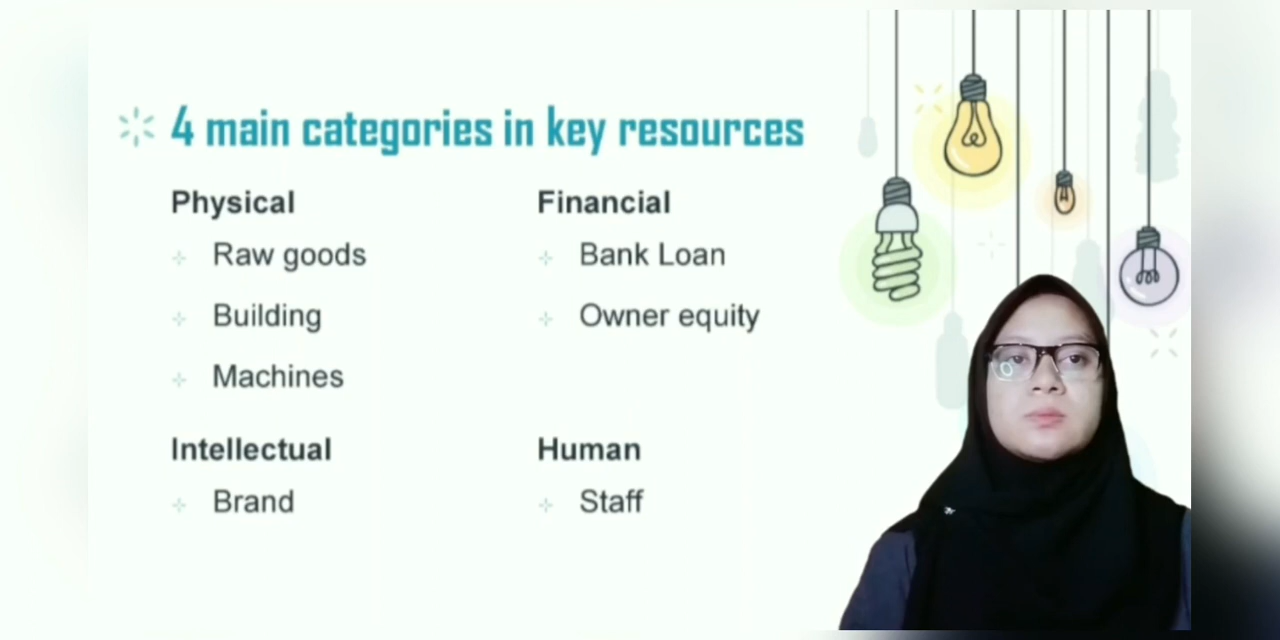 4 main categories in key resources
Physical
Raw goods
Building
Machines
Financial
Bank Loan
Owner equity
Intellectual
Brand
Human
Staff